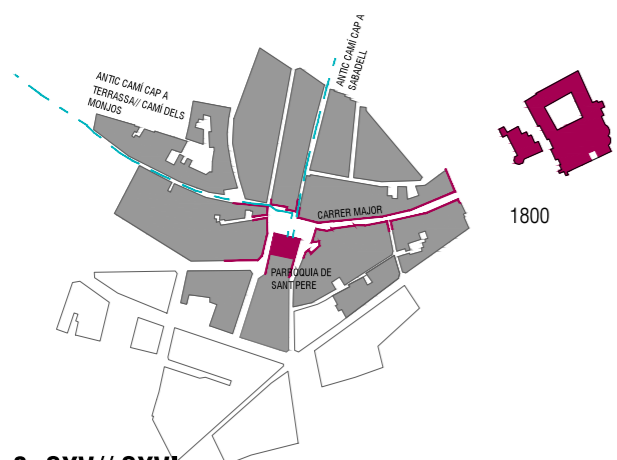 ANTIC CAMÍ CAP A
TERRASSA// CAMÍ DELS
MONJOS
ANTIC CAMÍ CAP A
SABADELL
CARRER MAJOR
1800
PARROQUIA DE
SANT PERE